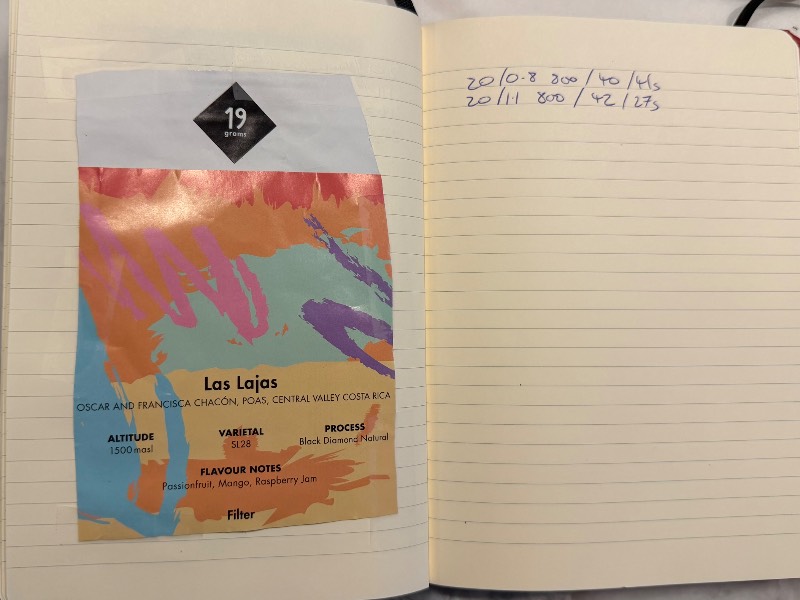 19
grams
Las Lajas
OSCAR AND FRANCISCA CHACÓN, POAS, CENTRAL VALLEY COSTA RICA
ALTITUDE
1500 masl
VARIETAL
SL28
PROCESS
Black Diamond Natural
FLAVOUR NOTES
Passionfruit, Mango, Raspberry Jam
Filter
20/0.8 800 / 40 / 41s
20/1.1 800 / 42 / 27s